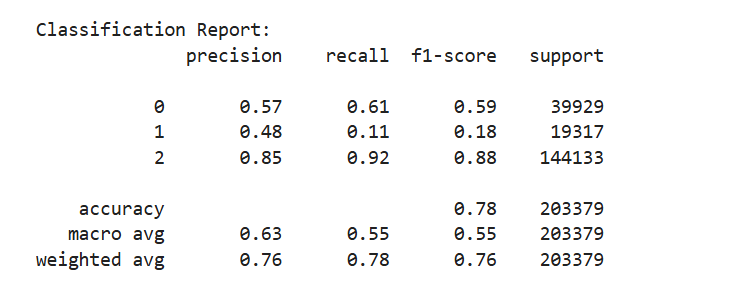 Classification Report:
precision recall f1-score support
0 0.57 0.61 0.59 39929
1 0.48 0.11 0.18 19317
2 0.85 0.92 0.88 144133
accuracy 0.78 203379
macro avg 0.63 0.55 0.55 203379
weighted avg 0.76 0.78 0.76 203379